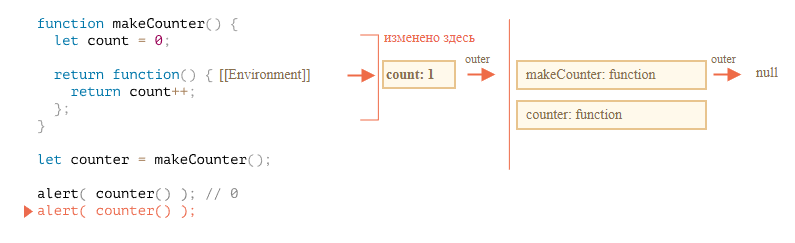 function makeCounter() {
let count = 0;
изменено здесь
outer
outer
return function() { [[Environment]]
count: 1
makeCounter: function
null
return count++;
};
counter: function
}
let counter = makeCounter();
alert( counter() ); // 0
alert( counter() );